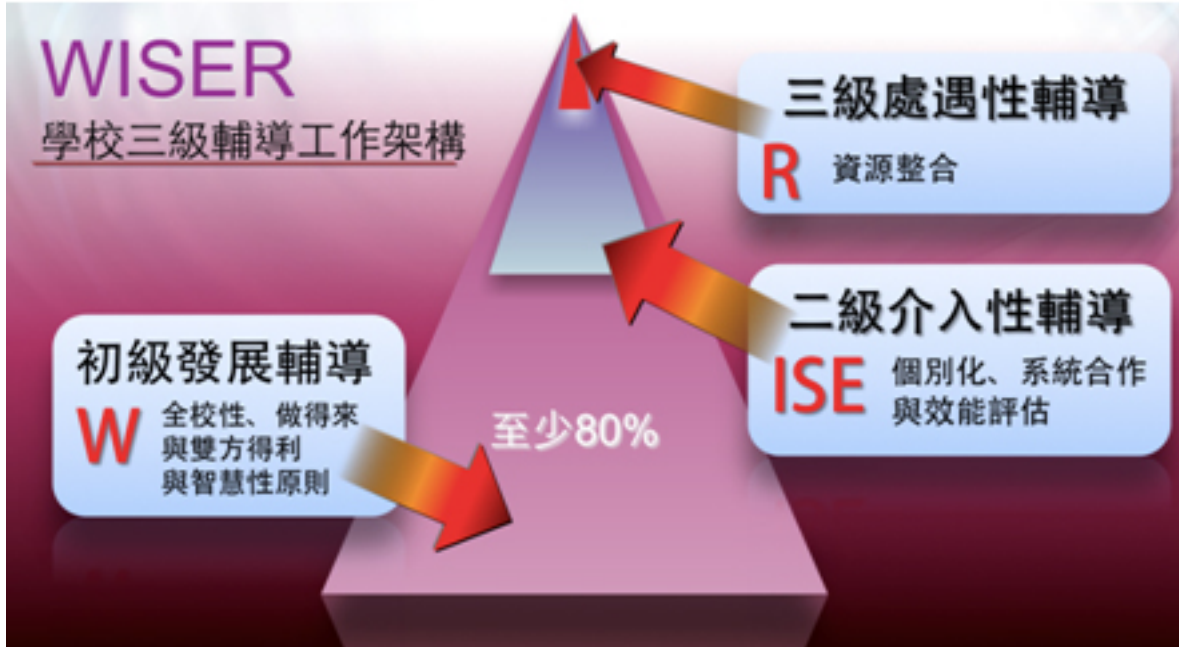 WISER
學校三級輔導工作架構
三級處遇性輔導
R 資源整合
二級介入性輔導
ISE 個別化、系統合作
與效能評估
初級發展輔導
W 全校性、做得來
與雙方得利
與智慧性原則
至少80%